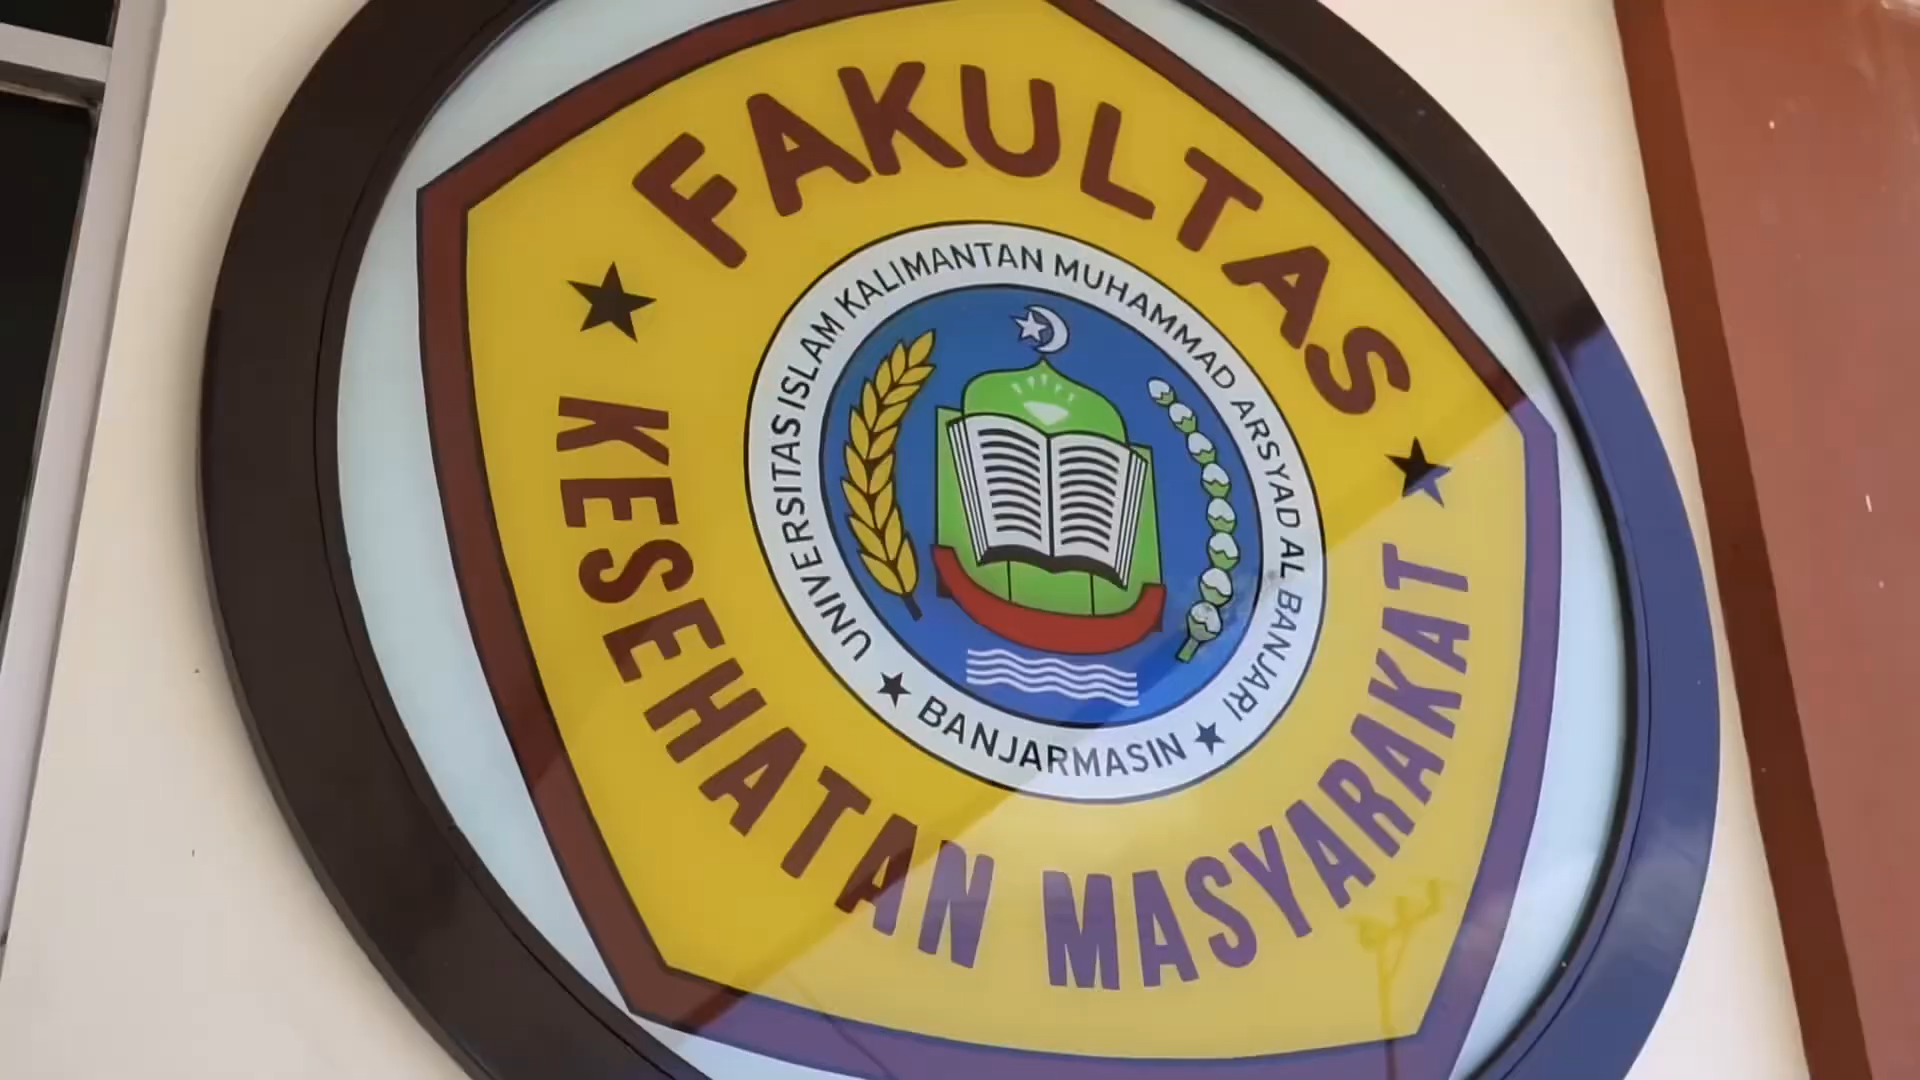 FAKULTAS
KESEHATAN MASYARAKAT
UNIVERSITAS ISLAM KALIMANTAN MUHAMMAD ARSYAD AL BANJARI
BANJARMASIN